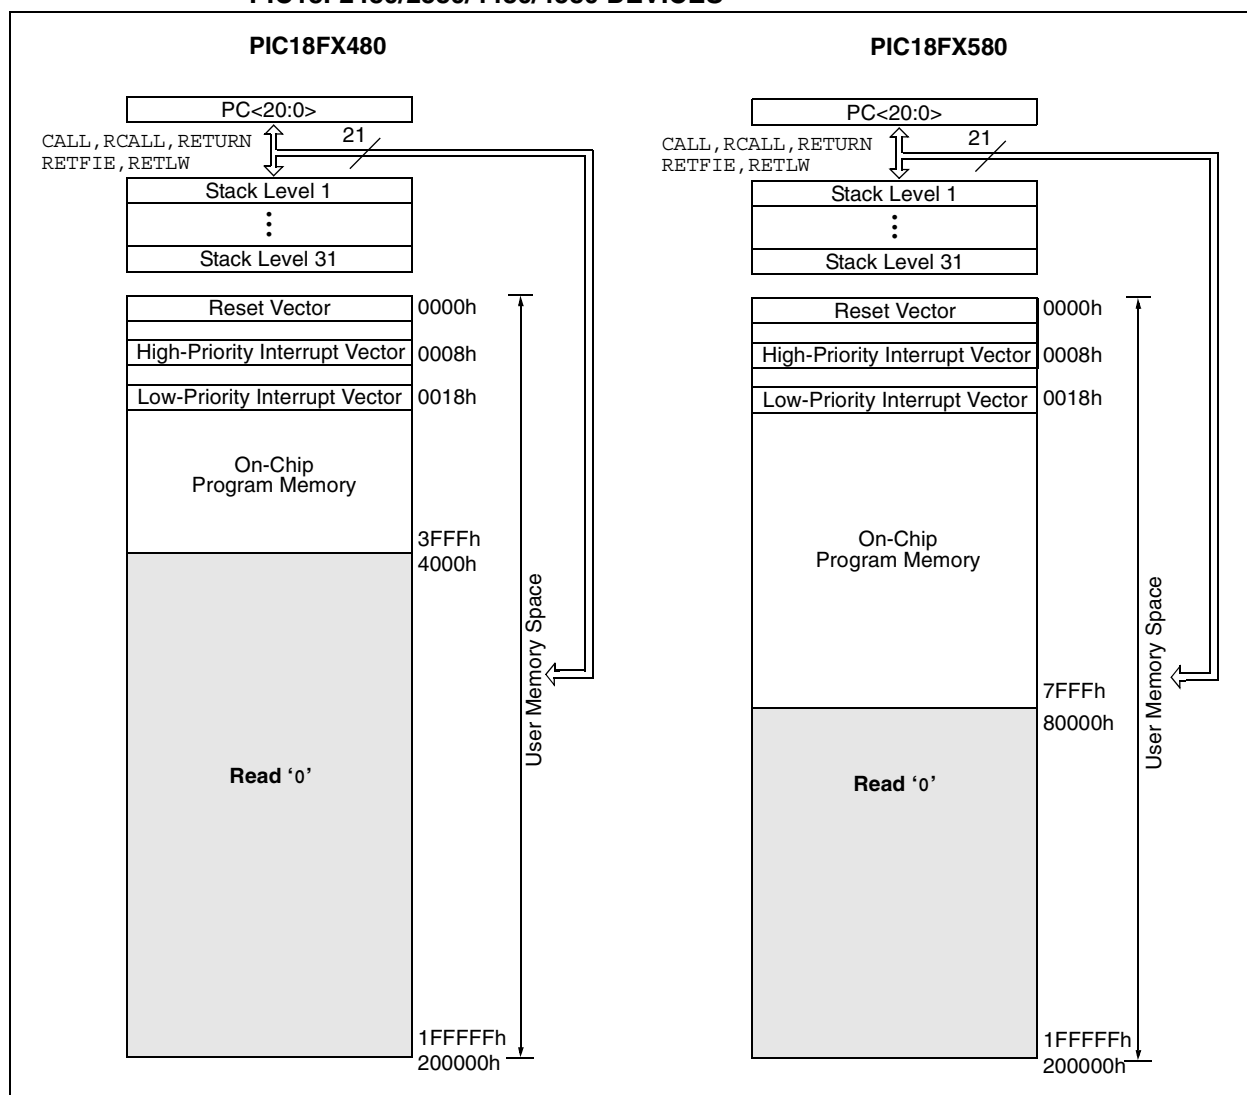 PIC18FX480
PC<20:0>
CALL,RCALL,RETURN
RETFIE,RETLW
21
Stack Level 1
Stack Level 31
Reset Vector
0000h
High-Priority Interrupt Vector
0008h
Low-Priority Interrupt Vector
0018h
On-Chip
Program Memory
3FFFh
4000h
Read ‘0’
User Memory Space
1FFFFFh
200000h
PIC18FX580
PC<20:0>
CALL,RCALL,RETURN
RETFIE,RETLW
21
Stack Level 1
Stack Level 31
Reset Vector
0000h
High-Priority Interrupt Vector
0008h
Low-Priority Interrupt Vector
0018h
On-Chip
Program Memory
7FFFh
80000h
Read ‘0’
User Memory Space
1FFFFFh
200000h